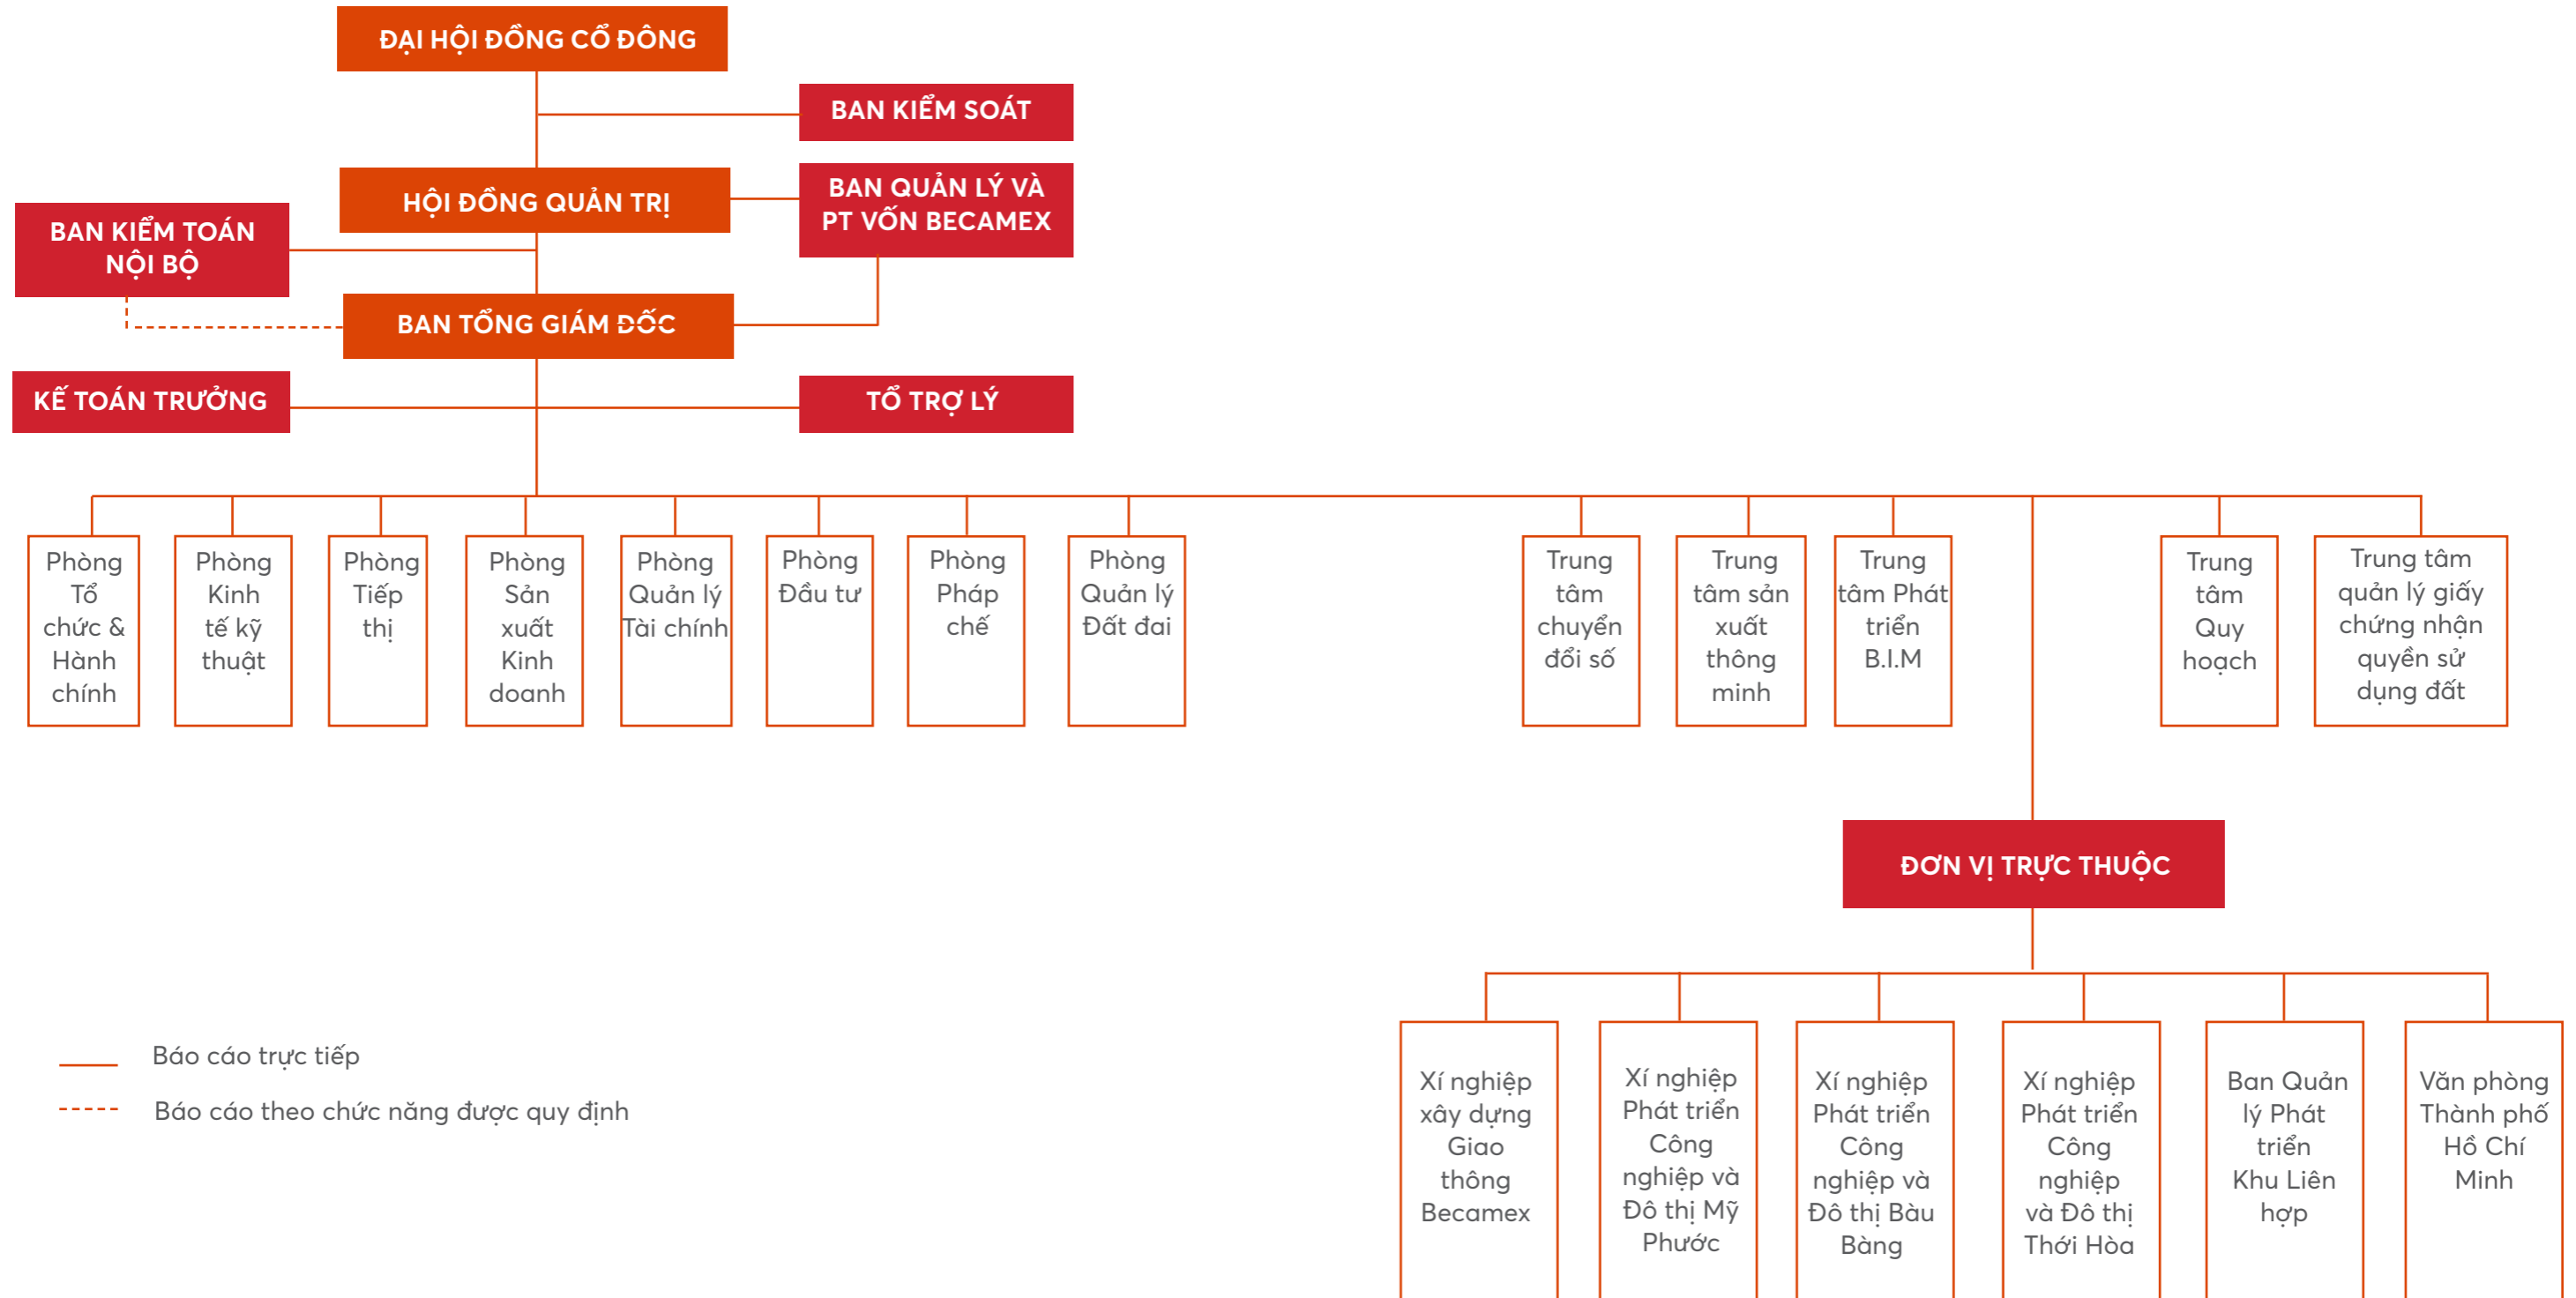 ĐẠI HỘI ĐỒNG CỔ ĐÔNG
BAN KIỂM SOÁT
HỘI ĐỒNG QUẢN TRỊ
BAN QUẢN LÝ VÀ
PT VỐN BECAMEX
BAN KIỂM TOÁN
NỘI BỘ
BAN TỔNG GIÁM ĐỐC
KẾ TOÁN TRƯỞNG
TỔ TRỢ LÝ
Phòng
Tổ
chức &
Hành
chính
Phòng
Kinh
tế kỹ
thuật
Phòng
Tiếp
thị
Phòng
Sản
xuất
Kinh
doanh
Phòng
Quản lý
Tài chính
Phòng
Đầu tư
Phòng
Pháp
chế
Phòng
Quản lý
Đất đai
Trung
tâm
chuyển
đổi số
Trung
tâm sản
xuất
thông
minh
Trung
tâm Phát
triển
B.I.M
Trung
tâm
Quy
hoạch
Trung tâm
quản lý giấy
chứng nhận
quyền sử
dụng đất
ĐƠN VỊ TRỰC THUỘC
Xí nghiệp
xây dựng
Giao
thông
Becamex
Xí nghiệp
Phát triển
Công
nghiệp và
Đô thị Mỹ
Phước
Xí nghiệp
Phát triển
Công
nghiệp và
Đô thị Bàu
Bàng
Xí nghiệp
Phát triển
Công
nghiệp
và Đô thị
Thới Hòa
Ban Quản
lý Phát
triển
Khu Liên
hợp
Văn phòng
Thành phố
Hồ Chí
Minh
Báo cáo trực tiếp
Báo cáo theo chức năng được quy định